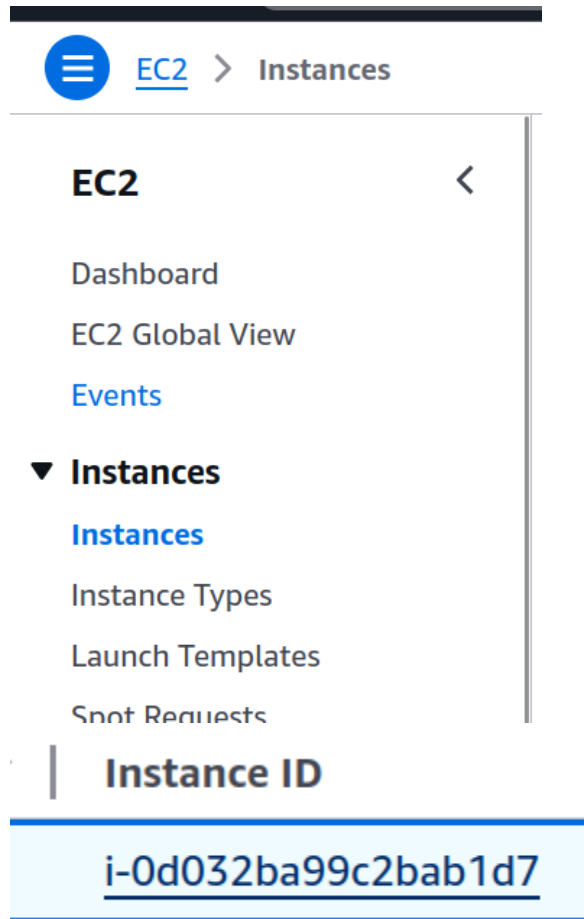 EC2 > Instances
EC2
Dashboard
EC2 Global View
Events
Instances
Instances
Instance Types
Launch Templates
Spot Requests
Instance ID
i-0d032ba99c2bab1d7